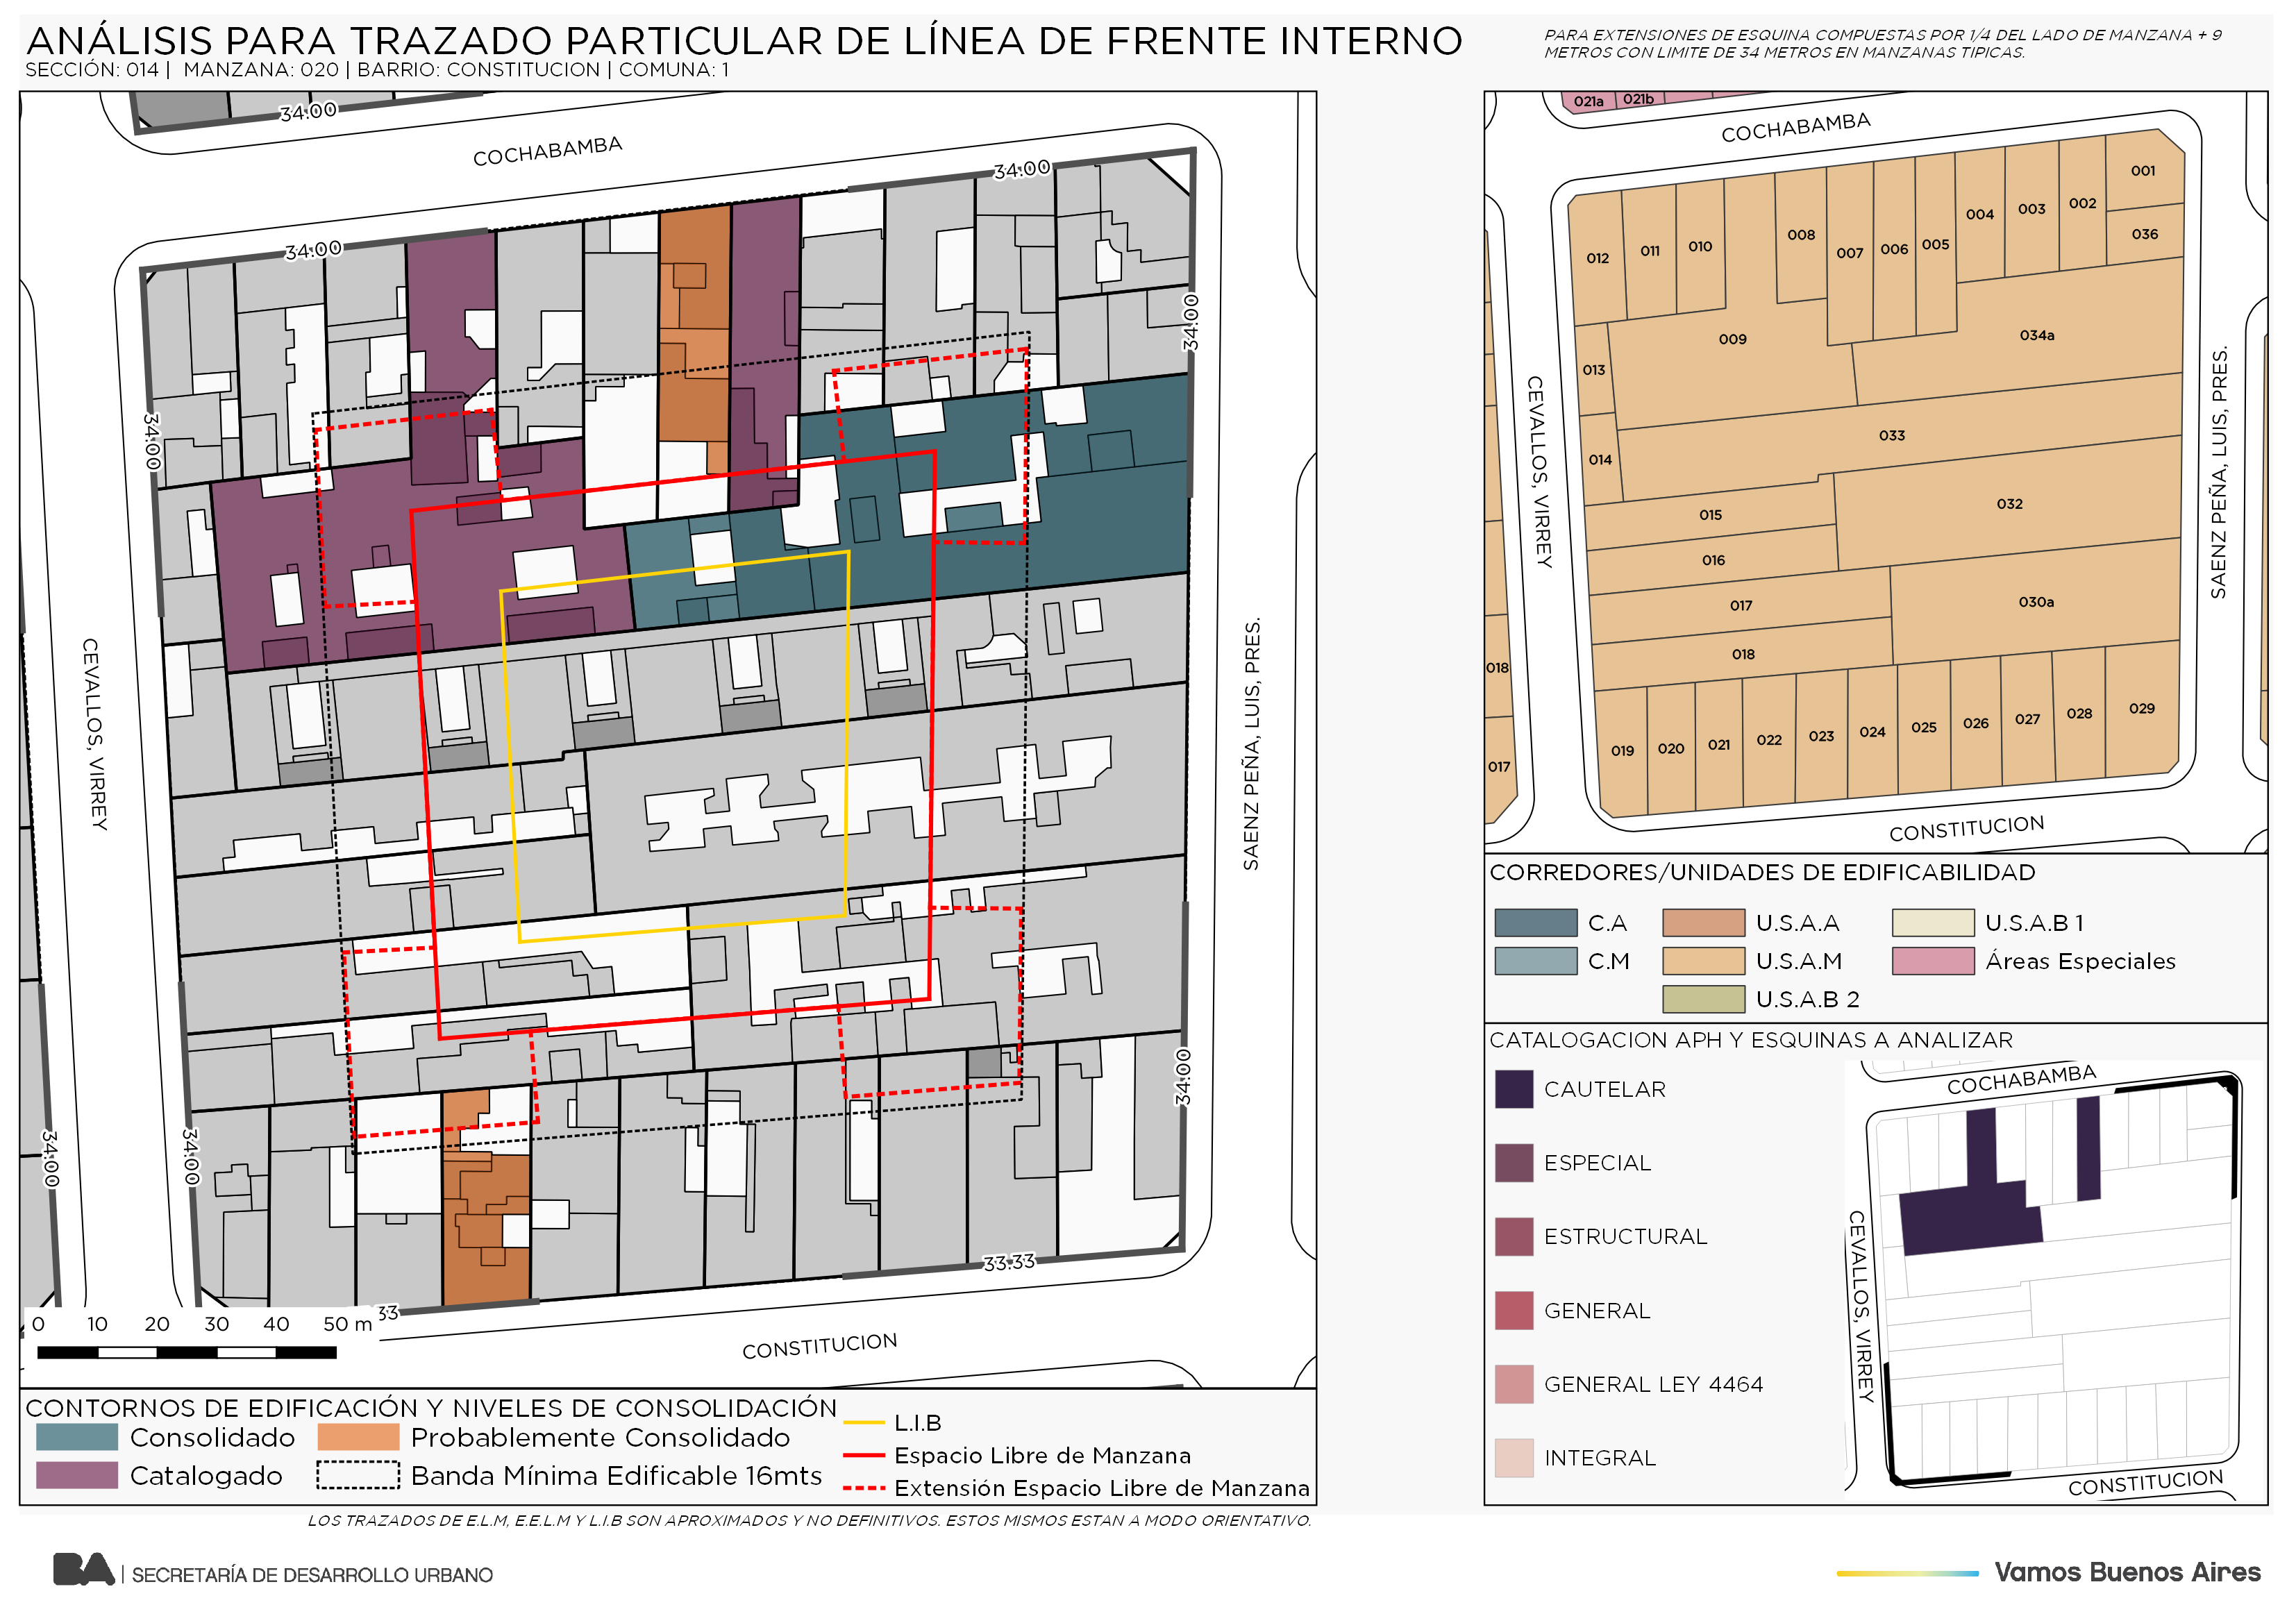 ANÁLISIS PARA TRAZADO PARTICULAR DE LÍNEA DE FRENTE INTERNO
SECCIÓN: 014 | MANZANA: 020 | BARRIO: CONSTITUCION | COMUNA: 1
PARA EXTENSIONES DE ESQUINA COMPUESTAS POR 1/4 DEL LADO DE MANZANA + 9
METROS CON LIMITE DE 34 METROS EN MANZANAS TIPICAS.
34:00
COCHABAMBA
34:00
34:00
34:00
34:00
CEVALLOS, VIRREY
SAENZ PEÑA, LUIS, PRES.
34:00
34:00
34:00
33:33
33
CONSTITUCION
0 10 20 30 40 50 m
CONTORNOS DE EDIFICACIÓN Y NIVELES DE CONSOLIDACIÓN
Consolidado
Probablemente Consolidado
Catalogado
Banda Mínima Edificable 16mts
L.I.B
Espacio Libre de Manzana
Extensión Espacio Libre de Manzana
LOS TRAZADOS DE E.L.M, E.E.L.M Y L.I.B SON APROXIMADOS Y NO DEFINITIVOS. ESTOS MISMOS ESTAN A MODO ORIENTATIVO.
021a
021b
COCHABAMBA
001
002
003
004
036
005
006
007
008
010
011
012
009
034a
013
014
033
015
032
016
017
030a
018
018
017
019
020
021
022
023
024
025
026
027
028
029
CEVALLOS, VIRREY
SAENZ PEÑA, LUIS, PRES.
CONSTITUCION
CORREDORES/UNIDADES DE EDIFICABILIDAD
C.A
U.S.A.A
U.S.A.B 1
C.M
U.S.A.M
Áreas Especiales
U.S.A.B 2
CATALOGACION APH Y ESQUINAS A ANALIZAR
CAUTELAR
ESPECIAL
ESTRUCTURAL
GENERAL
GENERAL LEY 4464
INTEGRAL
COCHABAMBA
CEVALLOS, VIRREY
CONSTITUCION
BA | SECRETARÍA DE DESARROLLO URBANO
Vamos Buenos Aires